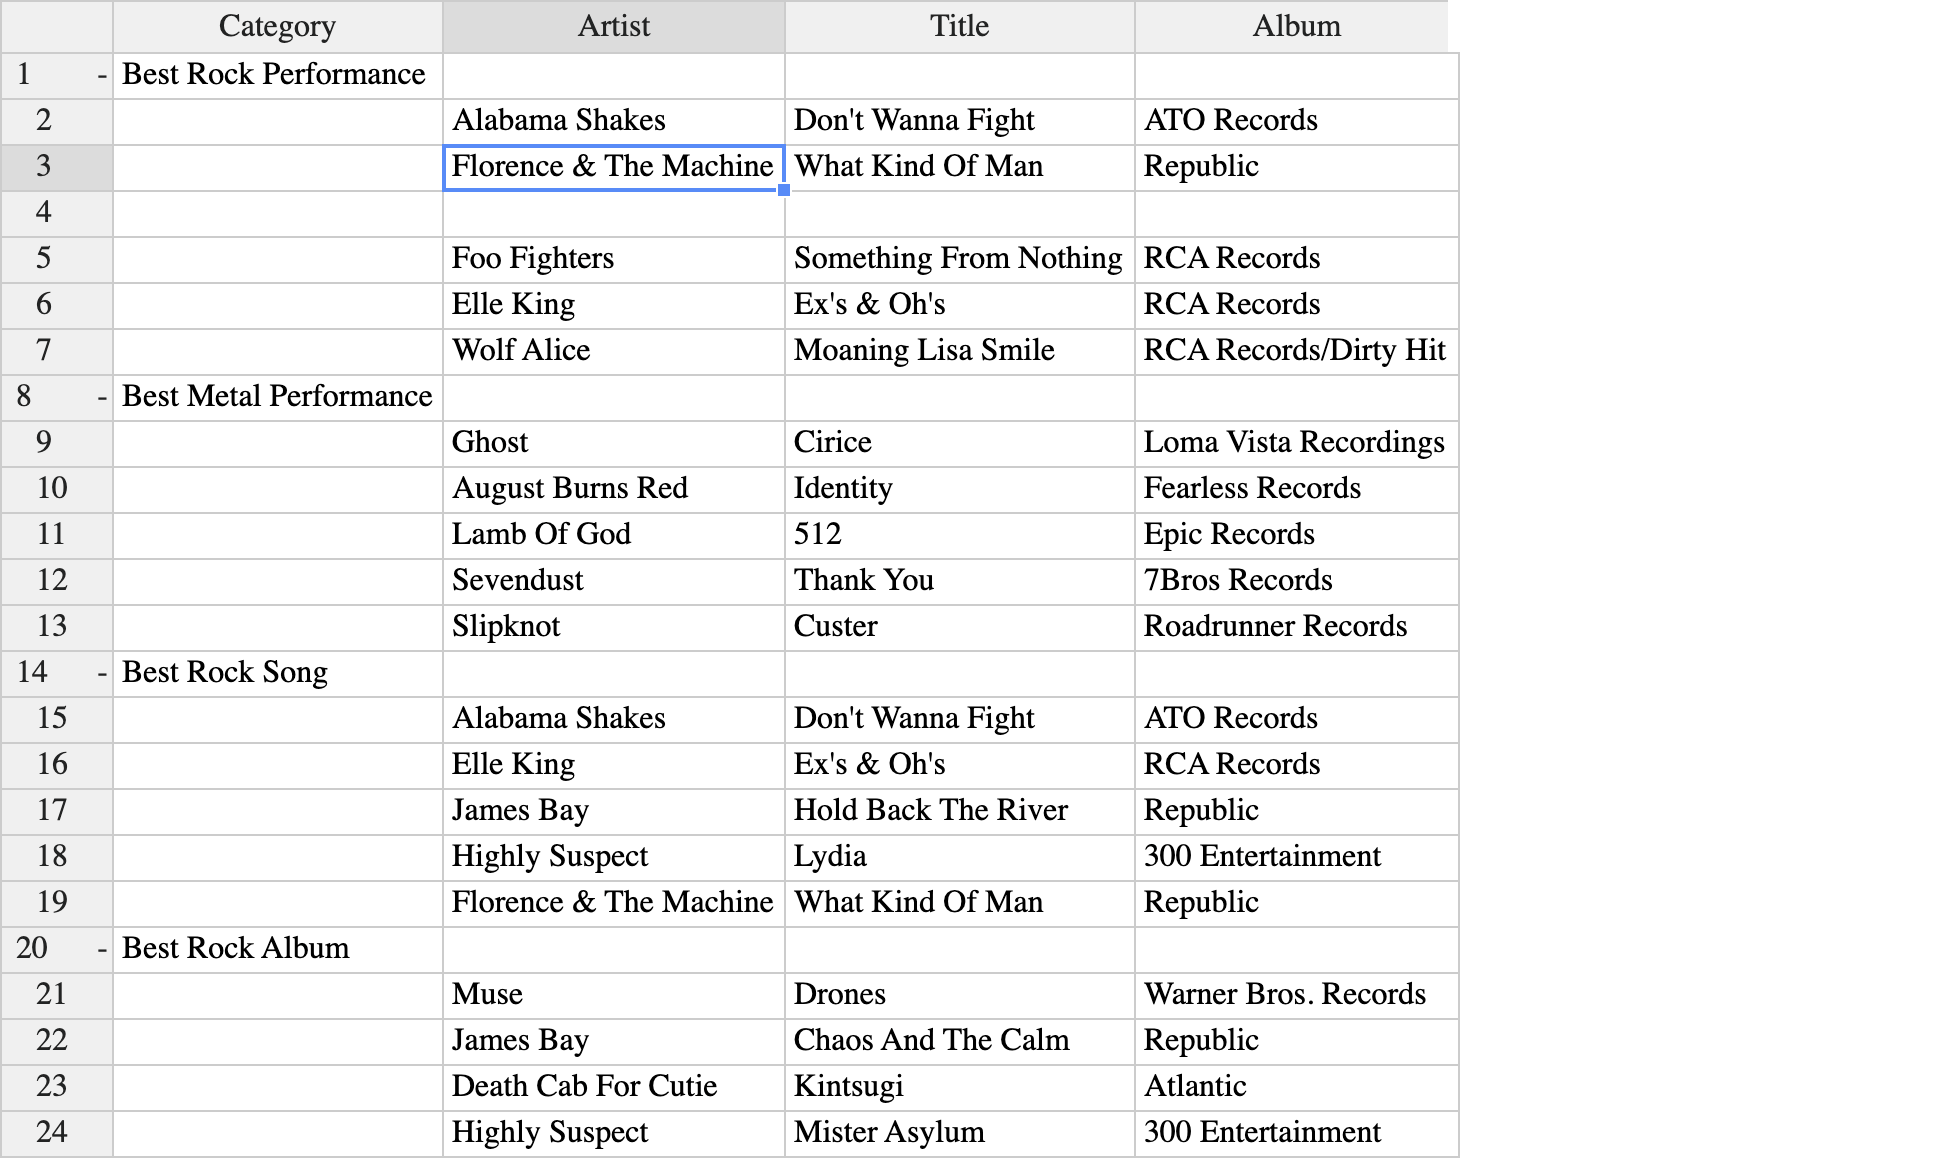 Category Artist Title Album
1 - Best Rock Performance
2 Alabama Shakes Don't Wanna Fight ATO Records
3 Florence & The Machine What Kind Of Man Republic
4
5 Foo Fighters Something From Nothing RCA Records
6 Elle King Ex's & Oh's RCA Records
7 Wolf Alice Moaning Lisa Smile RCA Records/Dirty Hit
8 - Best Metal Performance
9 Ghost Cirice Loma Vista Recordings
10 August Burns Red Identity Fearless Records
11 Lamb Of God 512 Epic Records
12 Sevendust Thank You 7Bros Records
13 Slipknot Custer Roadrunner Records
14 - Best Rock Song
15 Alabama Shakes Don't Wanna Fight ATO Records
16 Elle King Ex's & Oh's RCA Records
17 James Bay Hold Back The River Republic
18 Highly Suspect Lydia 300 Entertainment
19 Florence & The Machine What Kind Of Man Republic
20 - Best Rock Album
21 Muse Drones Warner Bros. Records
22 James Bay Chaos And The Calm Republic
23 Death Cab For Cutie Kintsugi Atlantic
24 Highly Suspect Mister Asylum 300 Entertainment